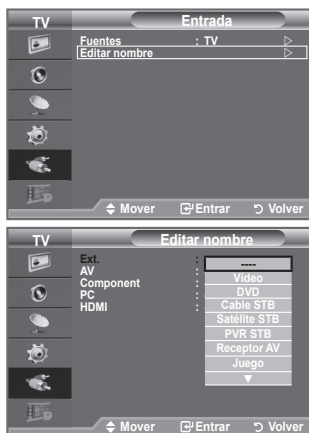 TV Entrada
Fuentes : TV ▷
Editar nombre ▷
Mover Entrar Volver
TV Editar nombre
Ext. : ----
AV : Vídeo
Component : DVD
PC : Cable STB
HDMI : Satélite STB
PVR STB
Receptor AV
Juego
▼
Mover Entrar Volver